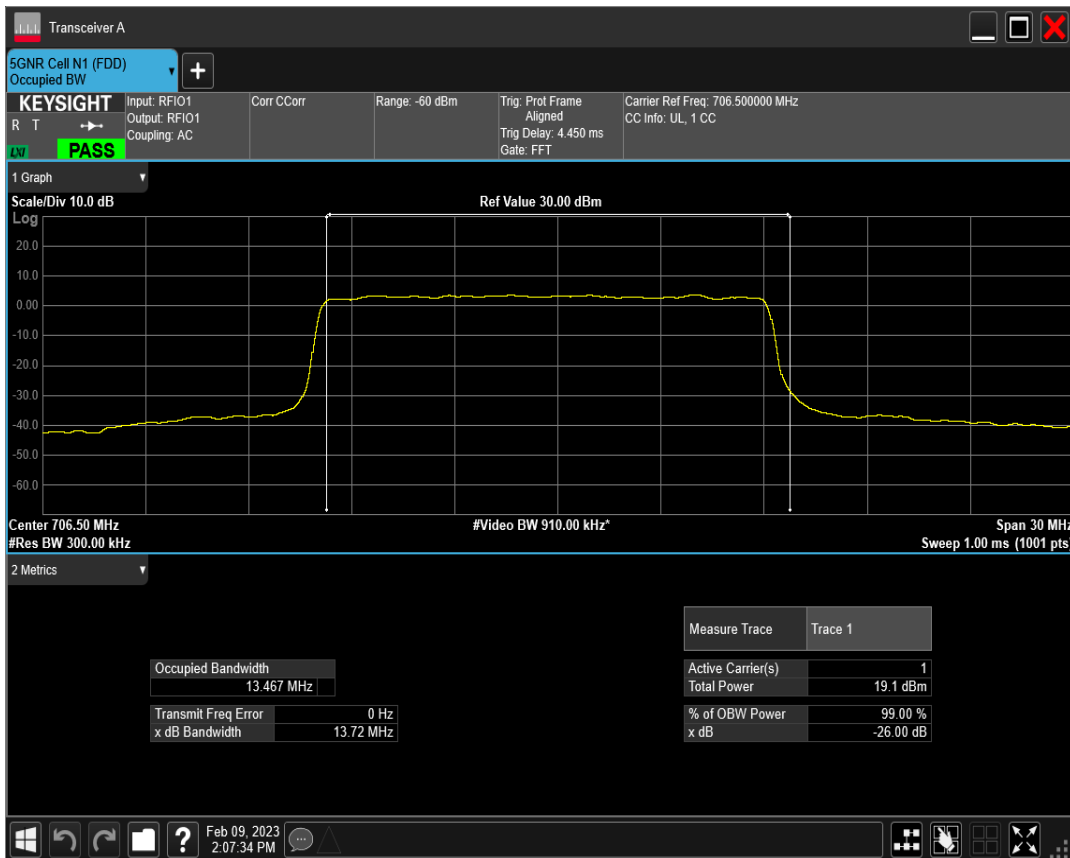 Transceiver A
5GNR Cell N1 (FDD)
Occupied BW
+
KEYSIGHT
R T
LXI
PASS
Input: RFIO1
Output: RFIO1
Coupling: AC
Corr CCorr
Range: -60 dBm
Trig: Prot Frame
Aligned
Trig Delay: 4.450 ms
Gate: FFT
Carrier Ref Freq: 706.500000 MHz
CC Info: UL, 1 CC
1 Graph
Scale/Div 10.0 dB
Ref Value 30.00 dBm
Log
20.0
10.0
0.00
-10.0
-20.0
-30.0
-40.0
-50.0
-60.0
Center 706.50 MHz
#Video BW 910.00 kHz*
Span 30 MHz
#Res BW 300.00 kHz
Sweep 1.00 ms (1001 pts)
2 Metrics
Measure Trace Trace 1
Occupied Bandwidth
13.467 MHz
Active Carrier(s) 1
Total Power 19.1 dBm
Transmit Freq Error 0 Hz
x dB Bandwidth 13.72 MHz
% of OBW Power 99.00 %
x dB -26.00 dB
?
Feb 09, 2023
2:07:34 PM